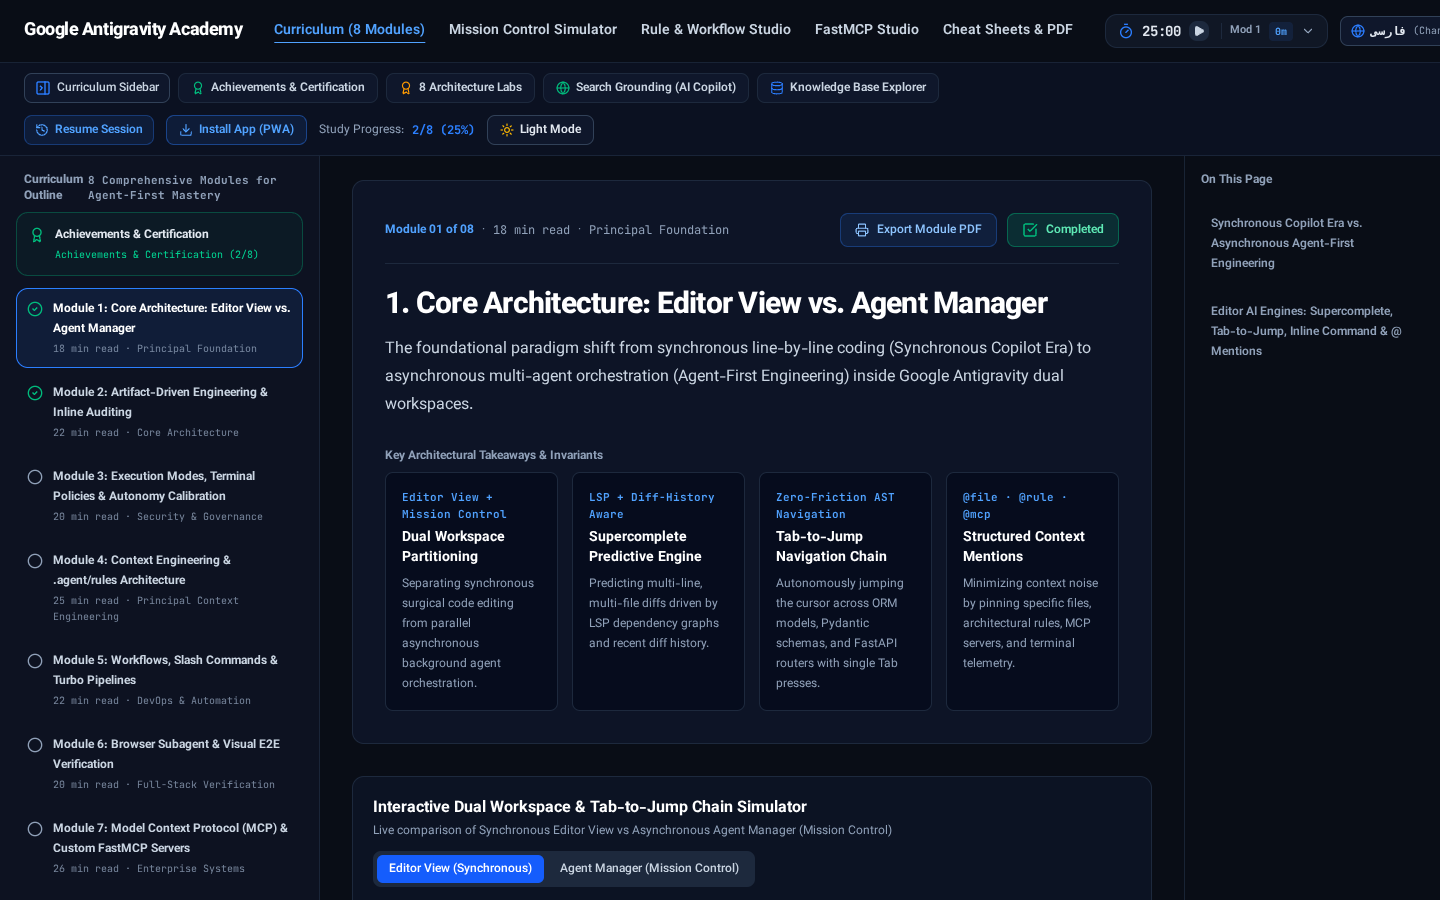 Google Antigravity Academy
Curriculum (8 Modules)
Mission Control Simulator
Rule & Workflow Studio
FastMCP Studio
Cheat Sheets & PDF
25:00
Mod 1
0m
فارسی
Curriculum Sidebar
Achievements & Certification
8 Architecture Labs
Search Grounding (AI Copilot)
Knowledge Base Explorer
Resume Session
Install App (PWA)
Study Progress: 2/8 (25%)
Light Mode
Curriculum Outline
8 Comprehensive Modules for
Agent-First Mastery
Achievements & Certification
Achievements & Certification (2/8)
Module 1: Core Architecture: Editor View vs.
Agent Manager
18 min read · Principal Foundation
Module 2: Artifact-Driven Engineering &
Inline Auditing
22 min read · Core Architecture
Module 3: Execution Modes, Terminal
Policies & Autonomy Calibration
20 min read · Security & Governance
Module 4: Context Engineering &
.agent/rules Architecture
25 min read · Principal Context
Engineering
Module 5: Workflows, Slash Commands &
Turbo Pipelines
22 min read · DevOps & Automation
Module 6: Browser Subagent & Visual E2E
Verification
20 min read · Full-Stack Verification
Module 7: Model Context Protocol (MCP) &
Custom FastMCP Servers
26 min read · Enterprise Systems
Module 01 of 08 · 18 min read · Principal Foundation
Export Module PDF
Completed
1. Core Architecture: Editor View vs. Agent Manager
The foundational paradigm shift from synchronous line-by-line coding (Synchronous Copilot Era) to
asynchronous multi-agent orchestration (Agent-First Engineering) inside Google Antigravity dual
workspaces.
Key Architectural Takeaways & Invariants
Editor View +
Mission Control
Dual Workspace
Partitioning
Separating synchronous
surgical code editing
from parallel
asynchronous
background agent
orchestration.
LSP + Diff-History
Aware
Supercomplete
Predictive Engine
Predicting multi-line,
multi-file diffs driven by
LSP dependency graphs
and recent diff history.
Zero-Friction AST
Navigation
Tab-to-Jump
Navigation Chain
Autonomously jumping
the cursor across ORM
models, Pydantic
schemas, and FastAPI
routers with single Tab
presses.
@file · @rule ·
@mcp
Structured Context
Mentions
Minimizing context noise
by pinning specific files,
architectural rules, MCP
servers, and terminal
telemetry.
Interactive Dual Workspace & Tab-to-Jump Chain Simulator
Live comparison of Synchronous Editor View vs Asynchronous Agent Manager (Mission Control)
Editor View (Synchronous)
Agent Manager (Mission Control)
On This Page
Synchronous Copilot Era vs.
Asynchronous Agent-First
Engineering
Editor AI Engines: Supercomplete,
Tab-to-Jump, Inline Command & @
Mentions